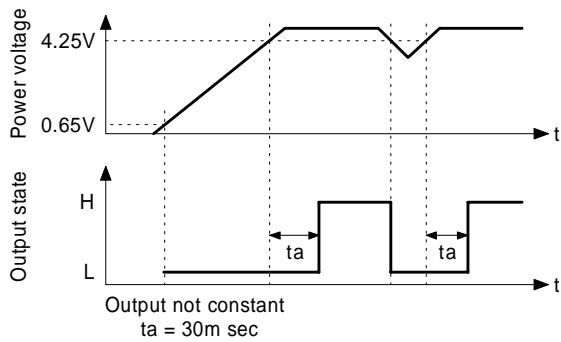 Power voltage
4.25V
0.65V
t
Output state
H
L
ta
ta
t
Output not constant
ta = 30m sec